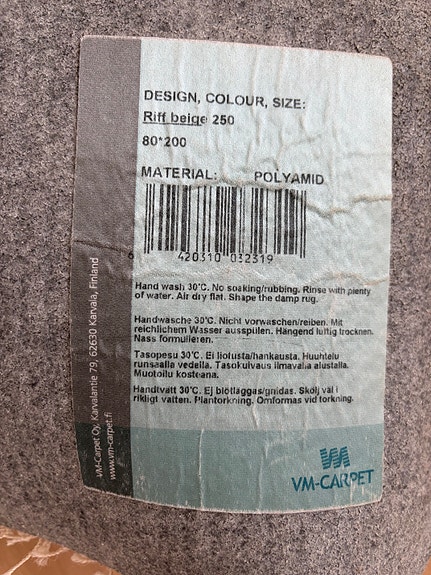 DESIGN, COLOUR, SIZE:
Riff beige 250
80*200
MATERIAL: POLYAMID
6 420310 032319
Hand wash 30°C. No soaking/rubbing. Rinse with plenty
of water. Air dry flat. Shape the damp rug.
Handwäsche 30°C. Nicht vorwaschen/reiben. Mit
reichlichem Wasser ausspülen. Hängend luftig trocknen.
Nass formulieren.
Tasopesu 30°C. Ei liotusta/hankausta. Huuhtelu
runsaalla vedella. Tasokuivaus ilmavalla alustalla.
Muotoilu kosteana.
Handtvätt 30°C. Ej blötläggas/gnidas. Skölj väl i
rikligt vatten. Plantorkning. Omformas vid torkning.
VM-CARPET
VM-Carpet Oy, Karvalantie 79, 62630 Karvala, Finland
www.vm-carpet.fi